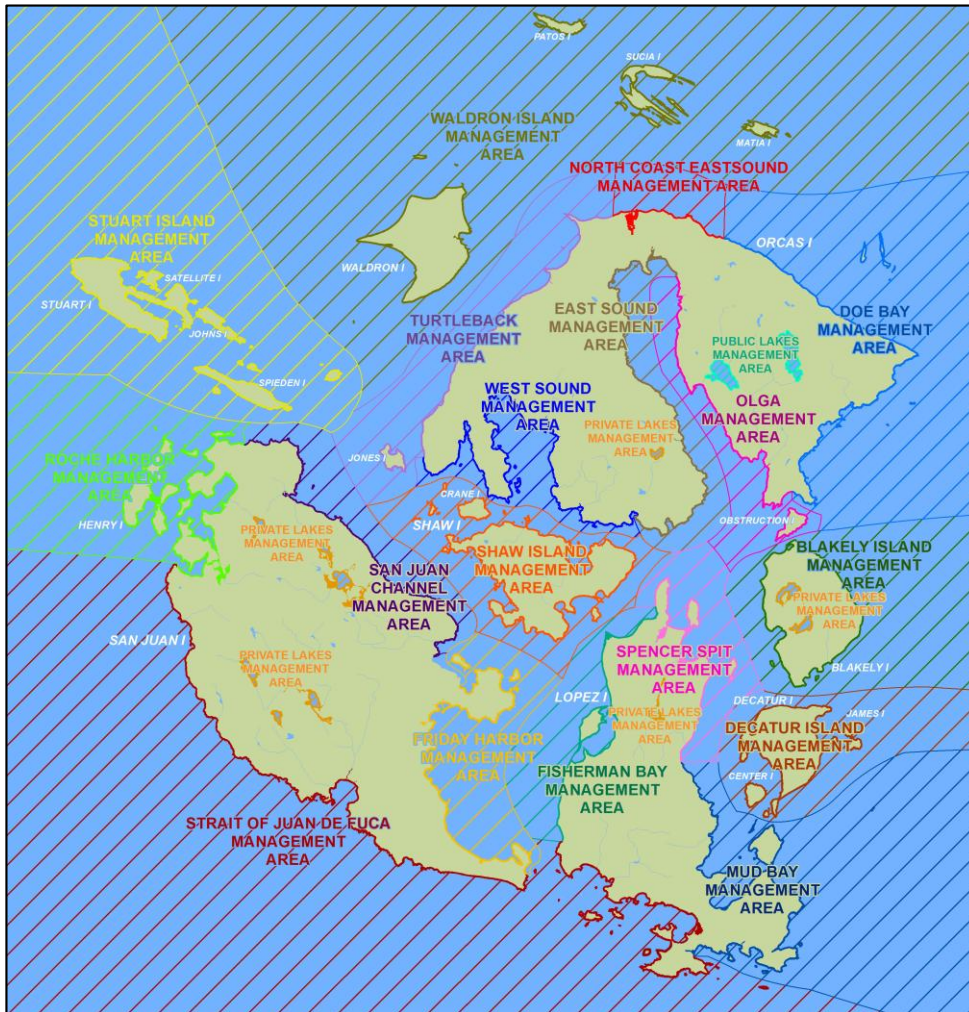 PATOS I
SUCIA I
MATIA I
WALDRON ISLAND
MANAGEMENT
AREA
NORTH COAST EASTSOUND
MANAGEMENT AREA
STUART ISLAND
MANAGEMENT
AREA
SATELLITE I
STUART I
JOHNS I
SPIEDEN I
WALDRON I
ORCAS I
TURTLEBACK
MANAGEMENT
AREA
EAST SOUND
MANAGEMENT
AREA
DOE BAY
MANAGEMENT
AREA
PUBLIC LAKES
MANAGEMENT
AREA
WEST SOUND
MANAGEMENT
AREA
OLGA
MANAGEMENT
AREA
PRIVATE LAKES
MANAGEMENT
AREA
JONES I
ROCHE HARBOR
MANAGEMENT
AREA
HENRY I
CRANE I
SHAW I
OBSTRUCTION I
PRIVATE LAKES
MANAGEMENT
AREA
SAN JUAN
CHANNEL
MANAGEMENT
AREA
SHAW ISLAND
MANAGEMENT
AREA
BLAKELY ISLAND
MANAGEMENT
AREA
PRIVATE LAKES
MANAGEMENT
AREA
SAN JUAN I
PRIVATE LAKES
MANAGEMENT
AREA
SPENCER SPIT
MANAGEMENT
AREA
BLAKELY I
LOPEZ I
DECATUR I
JAMES I
PRIVATE LAKES
MANAGEMENT
AREA
DECATUR ISLAND
MANAGEMENT
AREA
FRIDAY HARBOR
MANAGEMENT
AREA
FISHERMAN BAY
MANAGEMENT
AREA
CENTER I
STRAIT OF JUAN DE FUCA
MANAGEMENT
AREA
MUD BAY
MANAGEMENT
AREA